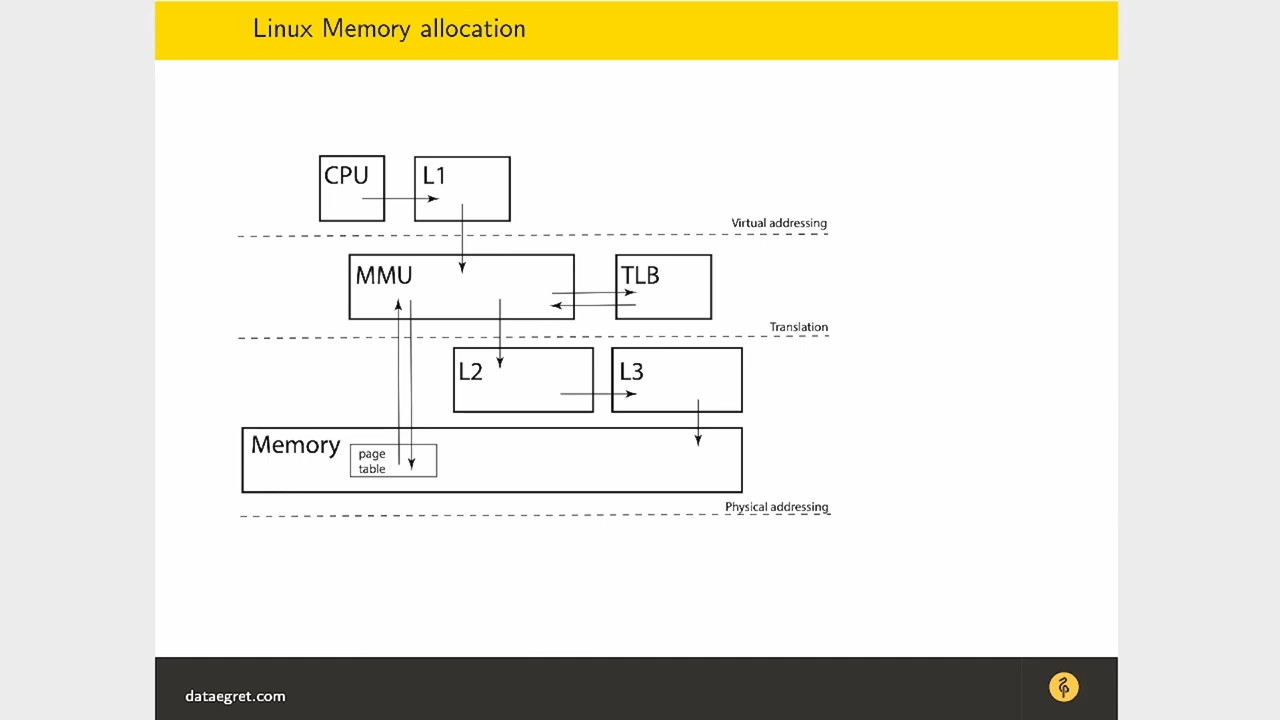 Linux Memory allocation
CPU
L1
Virtual addressing
MMU
TLB
Translation
L2
L3
Memory
page
table
Physical addressing
dataegret.com